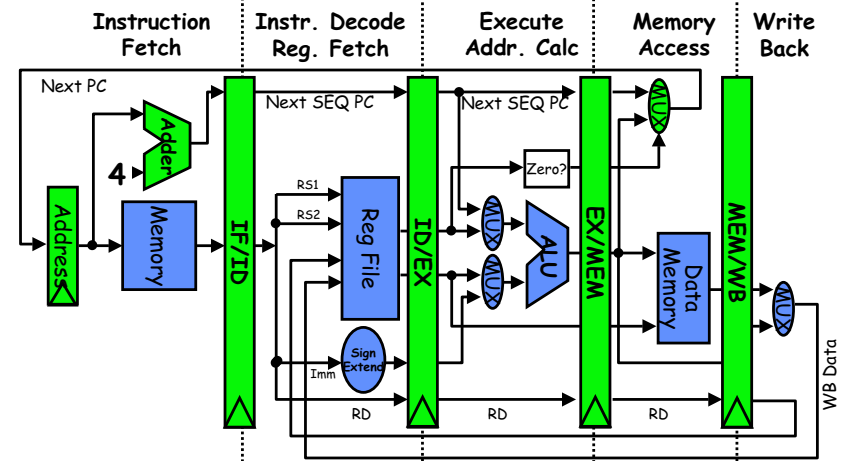 Instruction
Fetch
Instr. Decode
Reg. Fetch
Execute
Addr. Calc
Memory
Access
Write
Back
Next PC
Next SEQ PC
Next SEQ PC
MUX
Adder
4
Zero?
RS1
RS2
Address
Memory
IF/ID
Reg File
ID/EX
MUX
MUX
ALU
EX/MEM
Data
Memory
MEM/WB
MUX
Sign
Extend
Imm
RD
RD
RD
WB Data